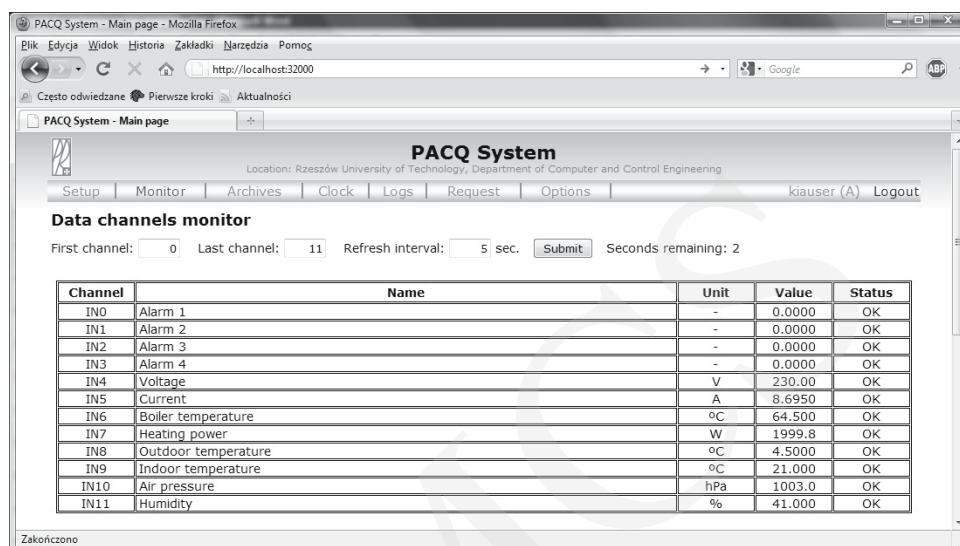 PACQ System - Main page - Mozilla Firefox
Plik Edycja Widok Historia Zakładki Narzędzia Pomoc
http://localhost:32000
Google
ABP
Często odwiedzane Pierwsze kroki Aktualności
PACQ System - Main page
PACQ System
Location: Rzeszów University of Technology, Department of Computer and Control Engineering
Setup | Monitor | Archives | Clock | Logs | Request | Options | kiauser (A) Logout
Data channels monitor
First channel: 0 Last channel: 11 Refresh interval: 5 sec. Submit Seconds remaining: 2
Channel Name Unit Value Status
IN0 Alarm 1 - 0.0000 OK
IN1 Alarm 2 - 0.0000 OK
IN2 Alarm 3 - 0.0000 OK
IN3 Alarm 4 - 0.0000 OK
IN4 Voltage V 230.00 OK
IN5 Current A 8.6950 OK
IN6 Boiler temperature ºC 64.500 OK
IN7 Heating power W 1999.8 OK
IN8 Outdoor temperature ºC 4.5000 OK
IN9 Indoor temperature ºC 21.000 OK
IN10 Air pressure hPa 1003.0 OK
IN11 Humidity % 41.000 OK
Zakończono